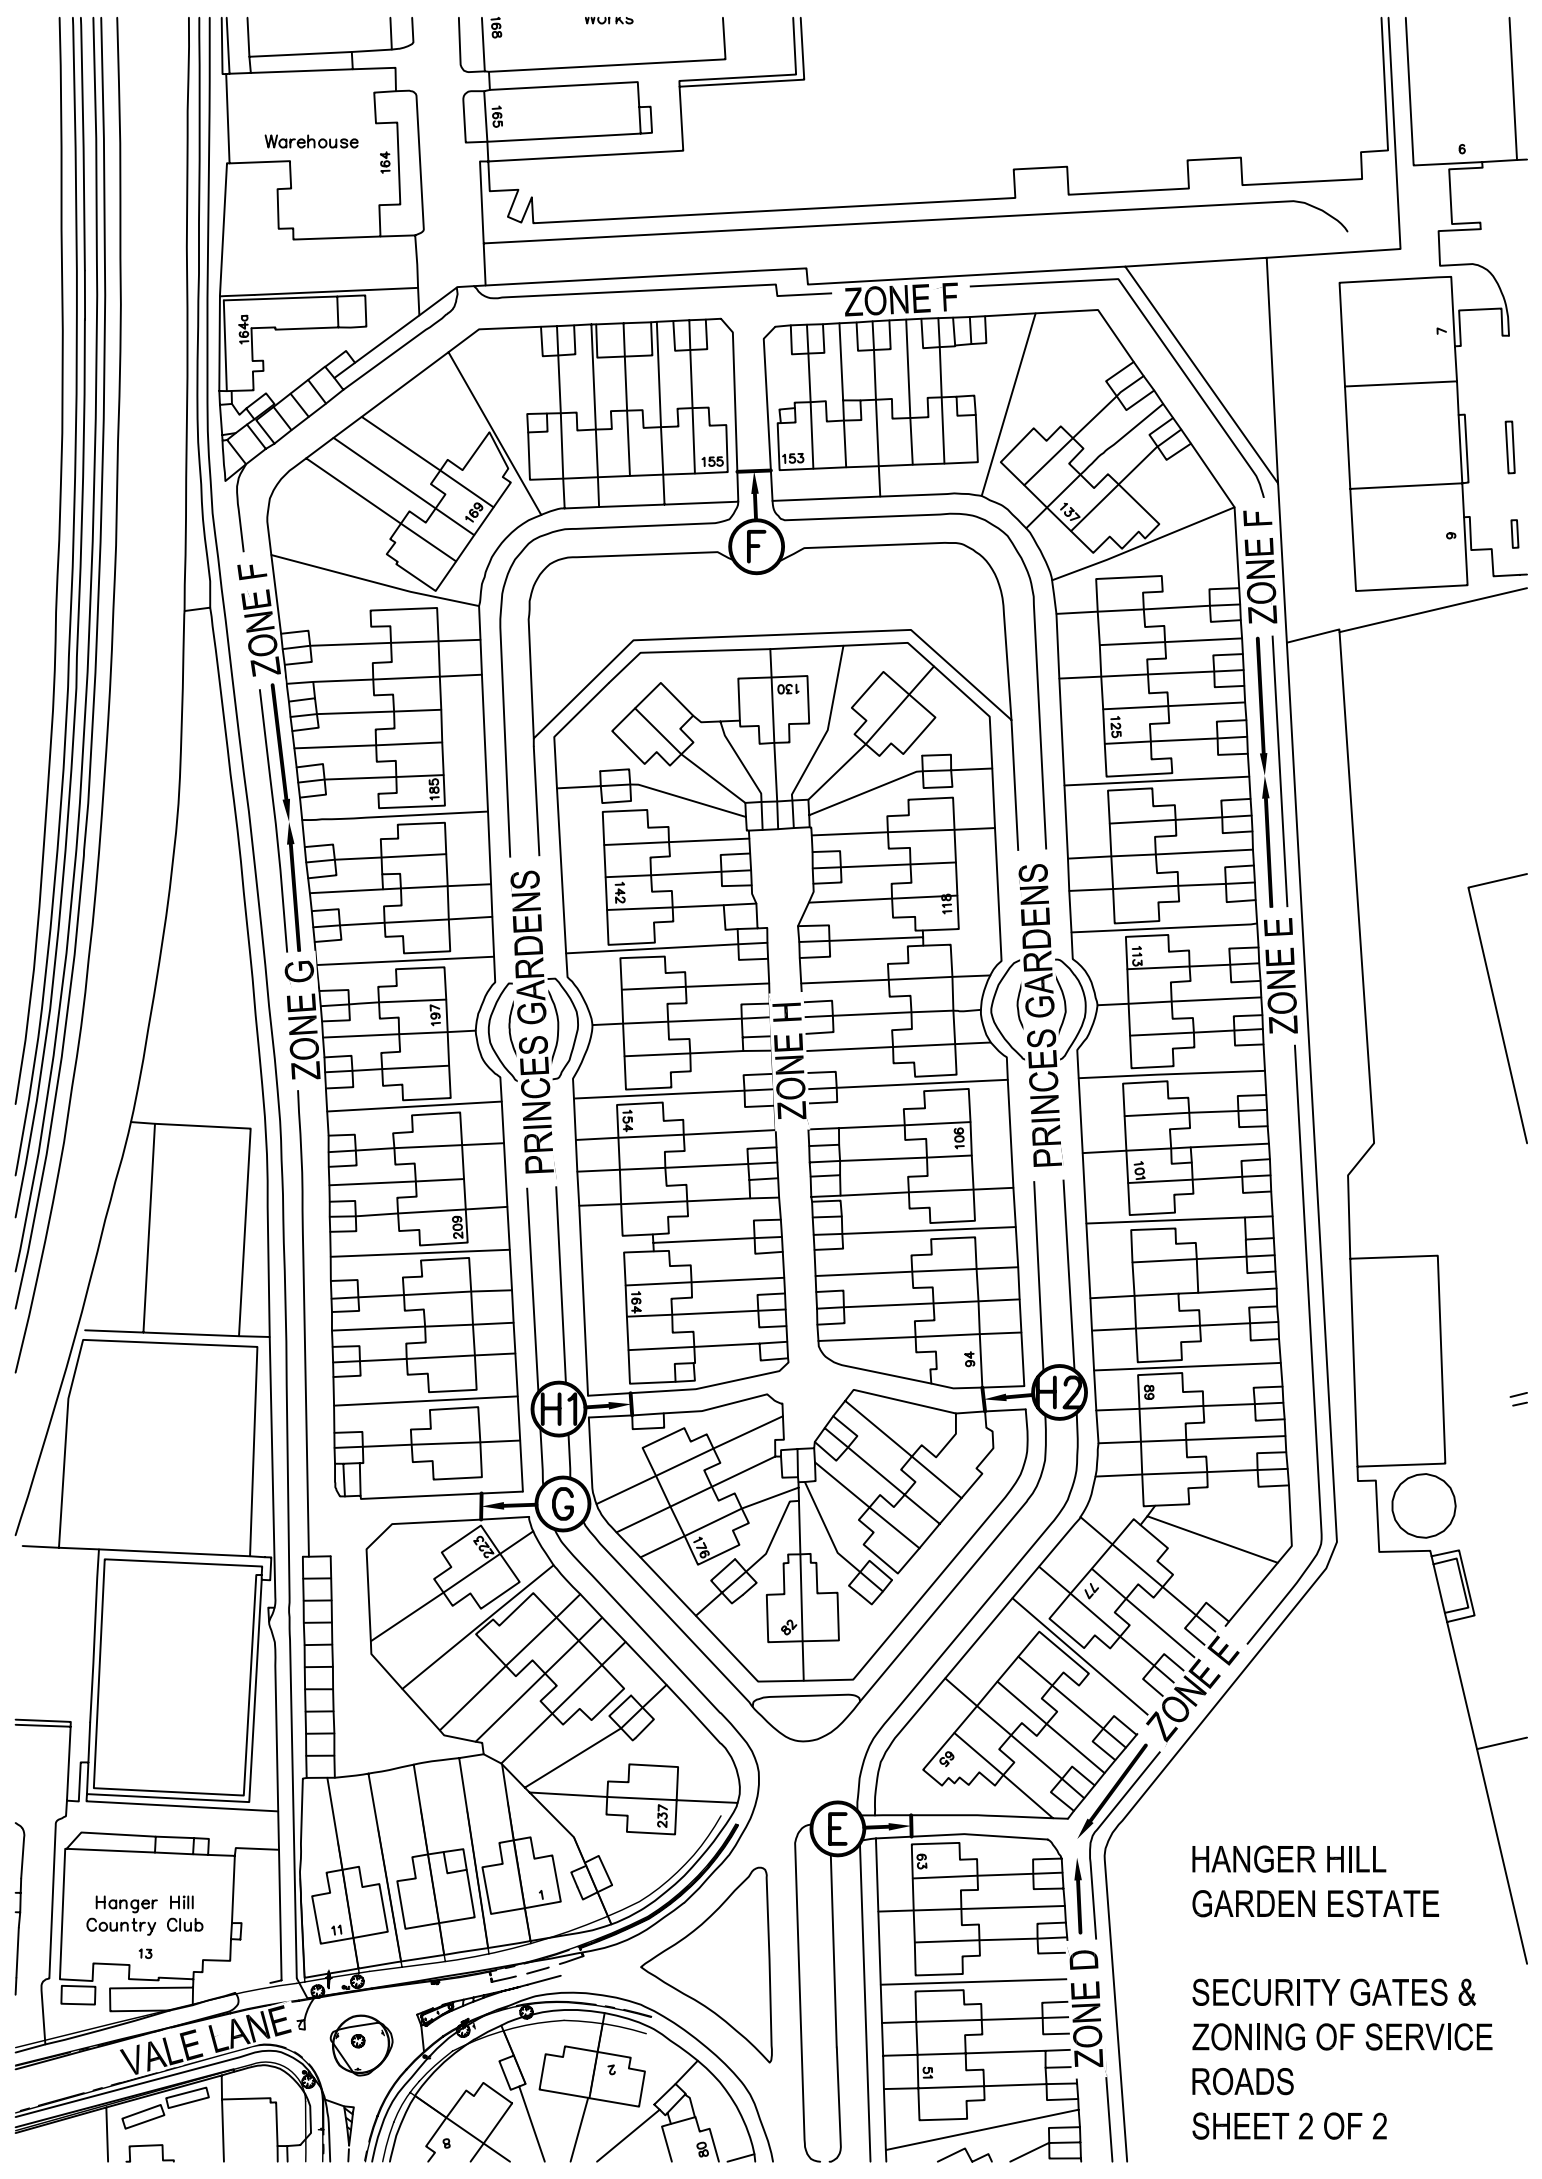 168
Works
165
Warehouse
164
6
ZONE F
164a
7
155
153
169
137
9
F
ZONE F
ZONE F
130
125
185
142
118
PRINCES GARDENS
PRINCES GARDENS
113
ZONE G
ZONE E
197
ZONE H
154
106
101
209
164
94
H1
H2
89
G
223
176
77
82
ZONE E
65
237
E
63
HANGER HILL
GARDEN ESTATE
Hanger Hill
Country Club
13
11
1
ZONE D
SECURITY GATES &
ZONING OF SERVICE
ROADS
SHEET 2 OF 2
VALE LANE
2
51
8
80